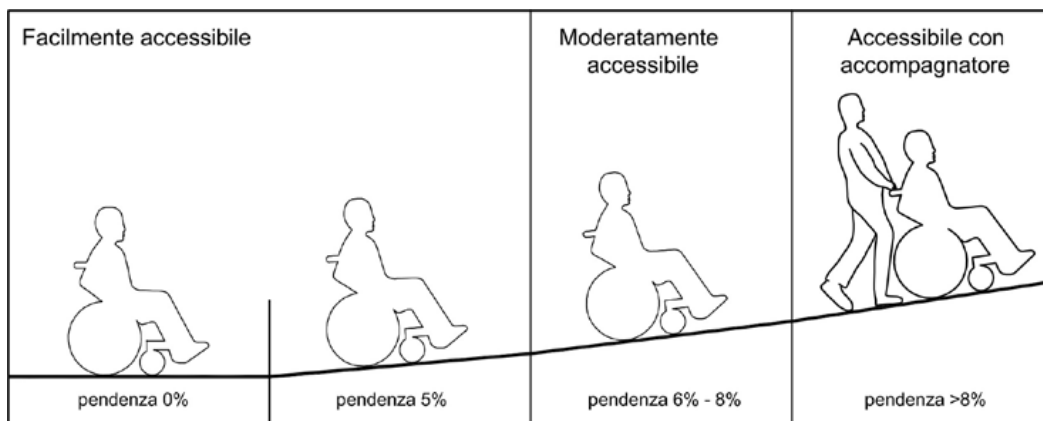 Facilmente accessibile
Moderatamente
accessibile
Accessibile con
accompagnatore
pendenza 0%
pendenza 5%
pendenza 6% - 8%
pendenza >8%